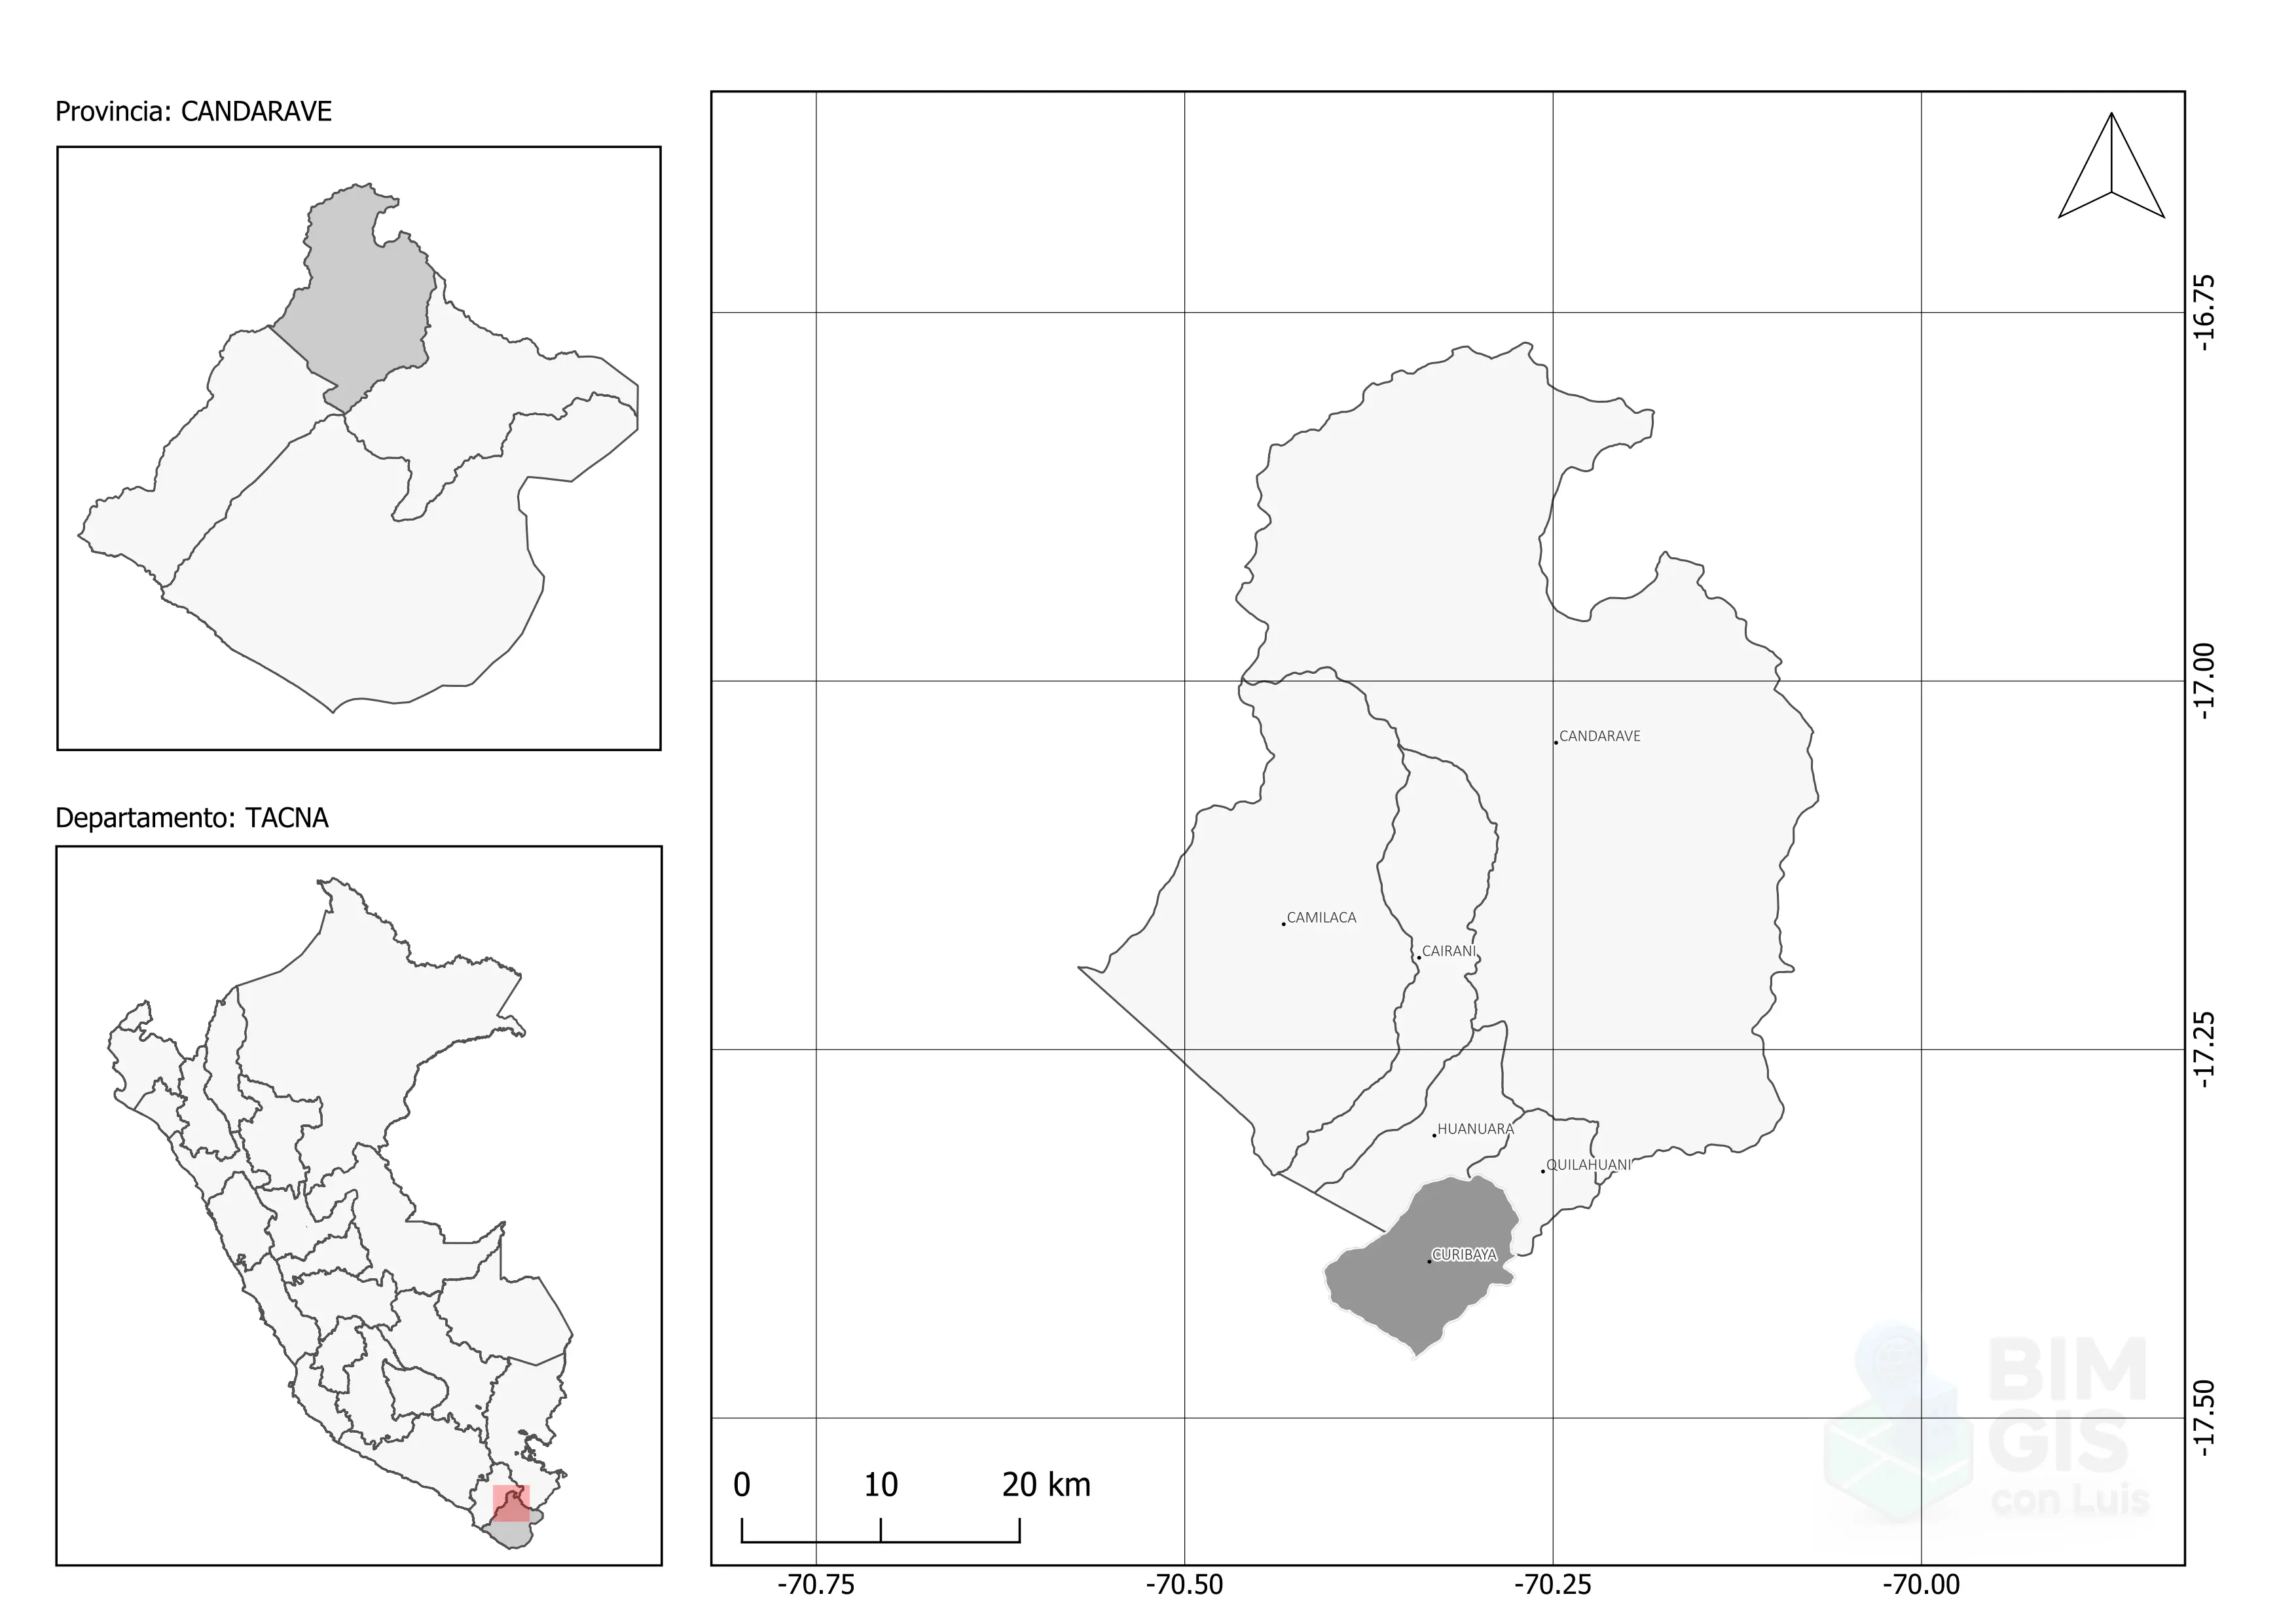 Provincia: CANDARAVE
Departamento: TACNA
-16.75
-17.00
-17.25
-17.50
CANDARAVE
CAMILACA
CAIRANI
HUANUARA
QUILAHUANI
CURIBAYA
BIM
GIS
con Luis
0 10 20 km
-70.75 -70.50 -70.25 -70.00